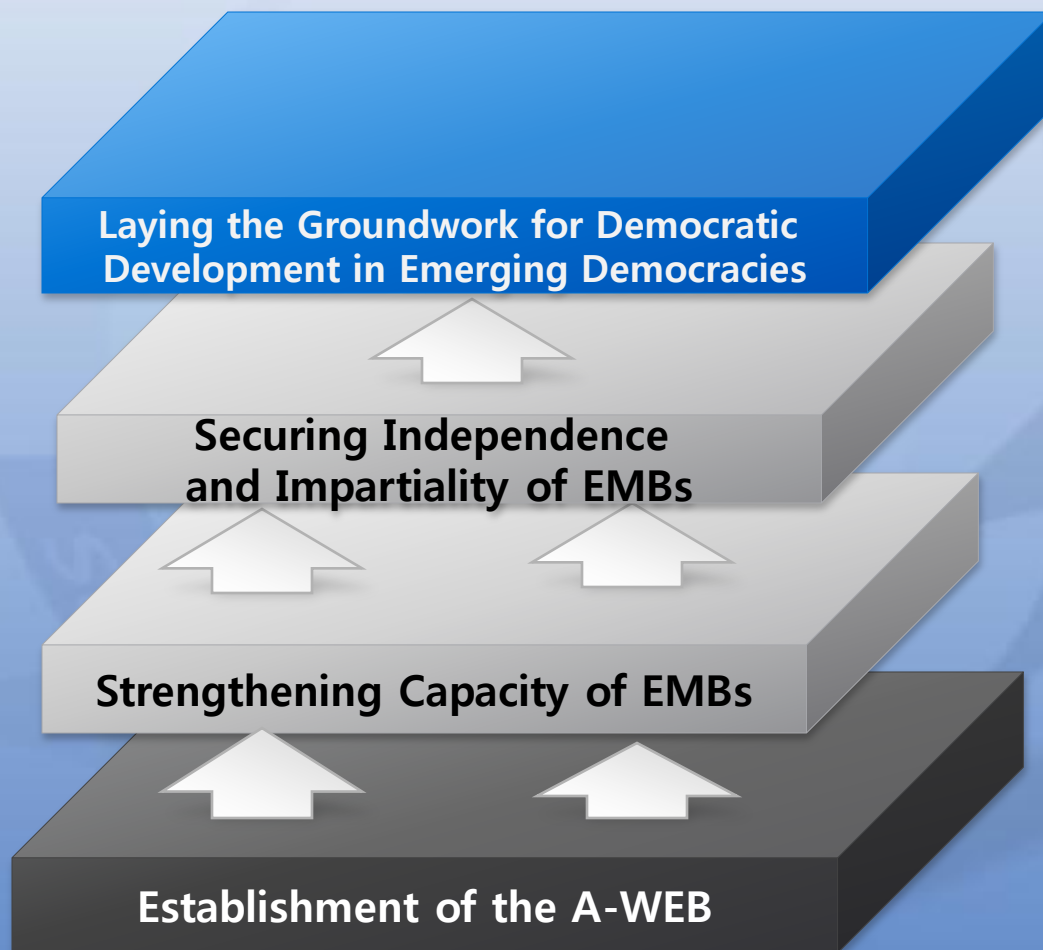 Laying the Groundwork for Democratic
Development in Emerging Democracies
Securing Independence
and Impartiality of EMBs
Strengthening Capacity of EMBs
Establishment of the A-WEB